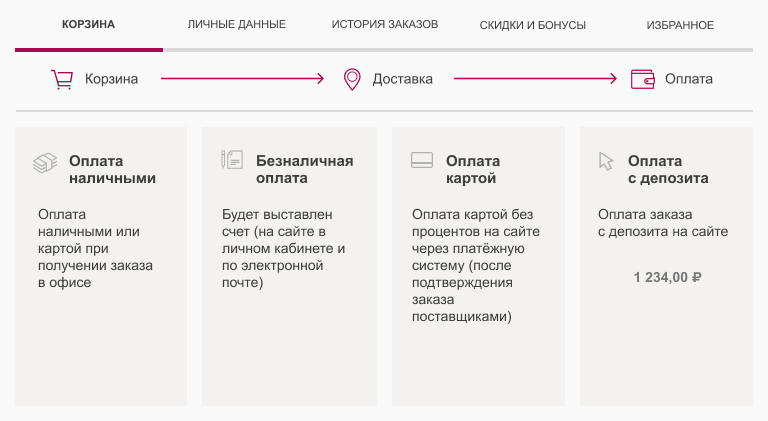 КОРЗИНА
ЛИЧНЫЕ ДАННЫЕ
ИСТОРИЯ ЗАКАЗОВ
СКИДКИ И БОНУСЫ
ИЗБРАННОЕ
Корзина
Доставка
Оплата
Оплата
наличными
Оплата
наличными или
картой при
получении заказа
в офисе
Безналичная
оплата
Будет выставлен
счет (на сайте в
личном кабинете и
по электронной
почте)
Оплата
картой
Оплата картой без
процентов на сайте
через платёжную
систему (после
подтверждения
заказа
поставщиками)
Оплата
с депозита
Оплата заказа
с депозита на сайте
1 234,00 ₽